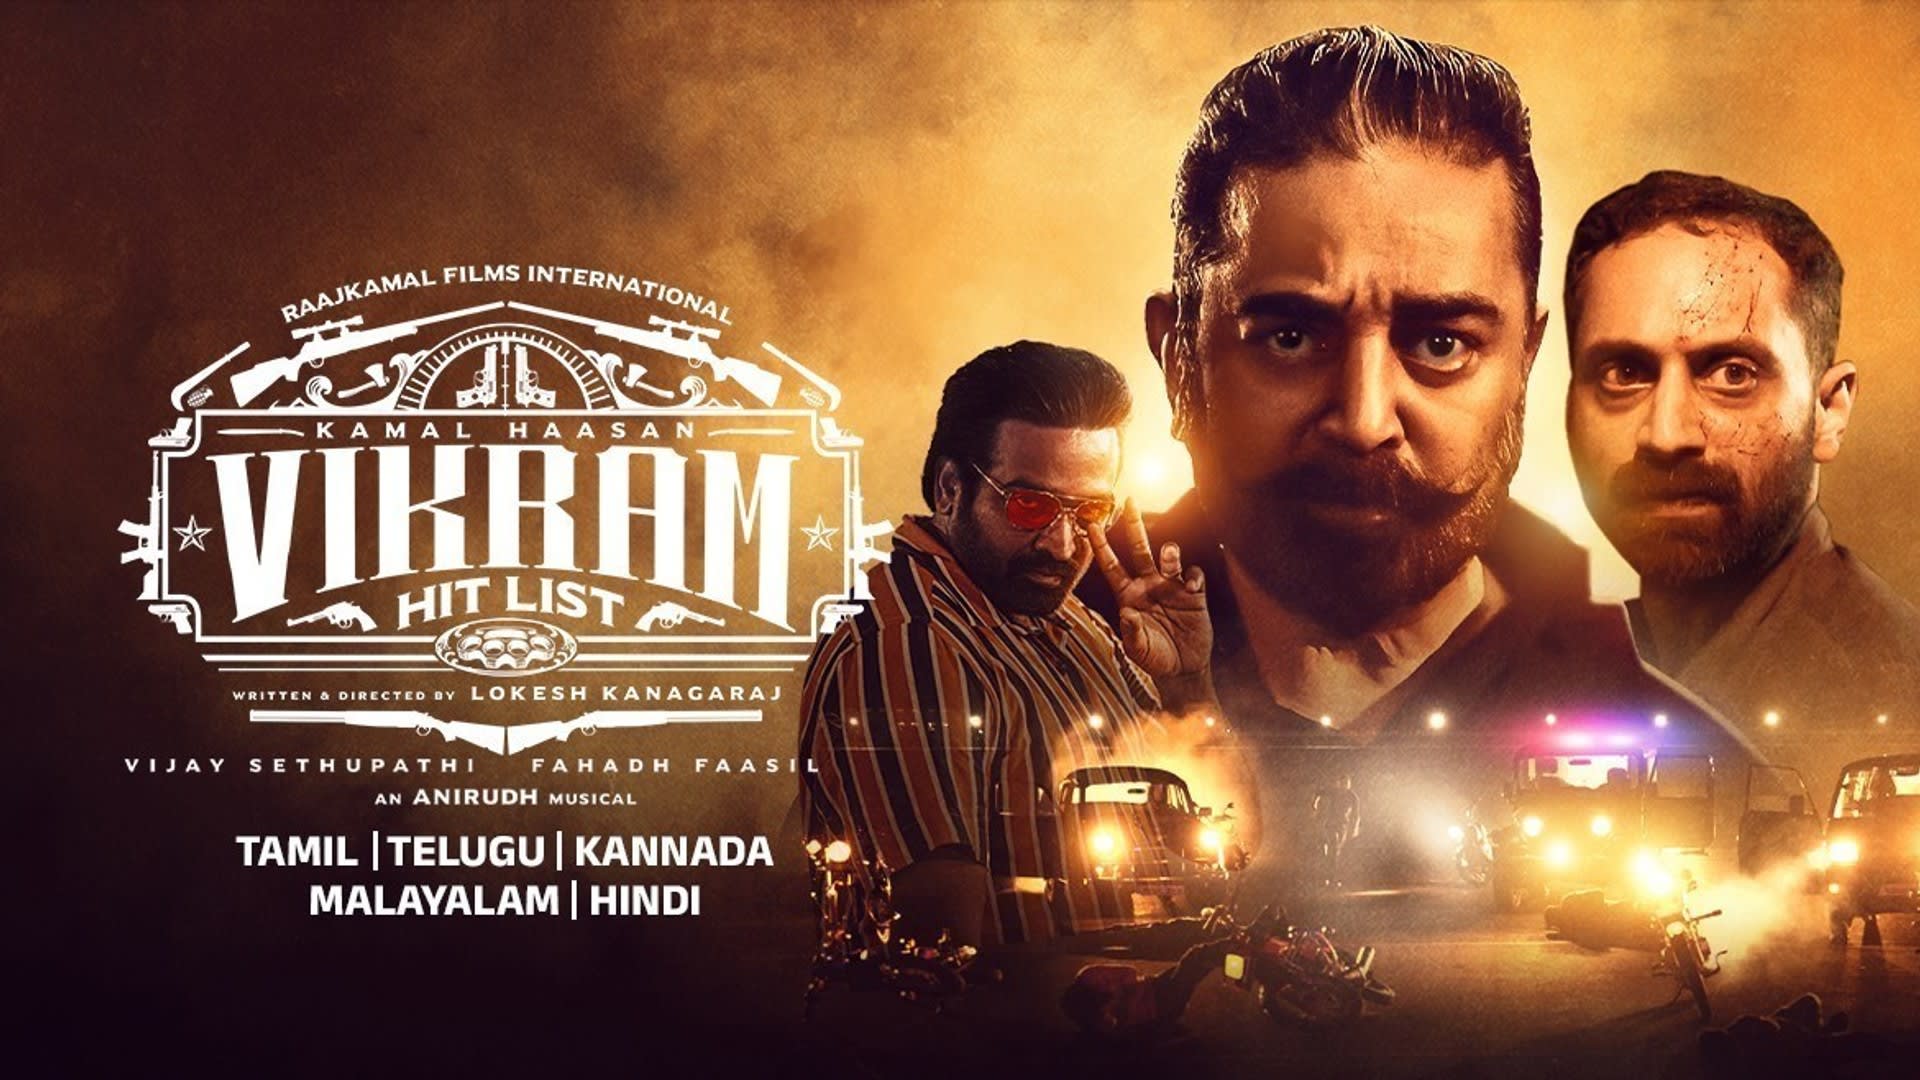 RAAJKAMAL FILMS INTERNATIONAL
KAMAL HAASAN
VIKRAM
HIT LIST
WRITTEN & DIRECTED BY LOKESH KANAGARAJ
VIJAY SETHUPATHI FAHADH FAASIL
AN ANIRUDH MUSICAL
TAMIL | TELUGU | KANNADA
MALAYALAM | HINDI